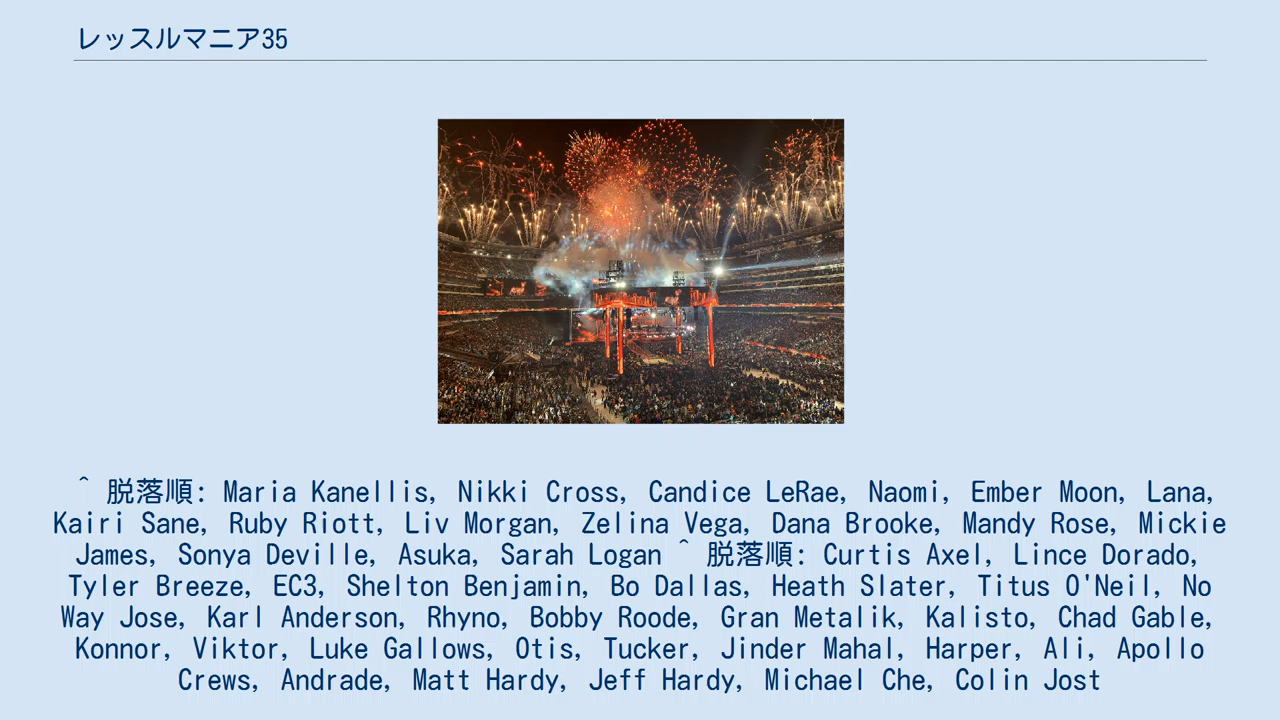 レッスルマニア35
^ 脱落順: Maria Kanellis, Nikki Cross, Candice LeRae, Naomi, Ember Moon, Lana,
Kairi Sane, Ruby Riott, Liv Morgan, Zelina Vega, Dana Brooke, Mandy Rose, Mickie
James, Sonya Deville, Asuka, Sarah Logan ^ 脱落順: Curtis Axel, Lince Dorado,
Tyler Breeze, EC3, Shelton Benjamin, Bo Dallas, Heath Slater, Titus O'Neil, No
Way Jose, Karl Anderson, Rhyno, Bobby Roode, Gran Metalik, Kalisto, Chad Gable,
Konnor, Viktor, Luke Gallows, Otis, Tucker, Jinder Mahal, Harper, Ali, Apollo
Crews, Andrade, Matt Hardy, Jeff Hardy, Michael Che, Colin Jost